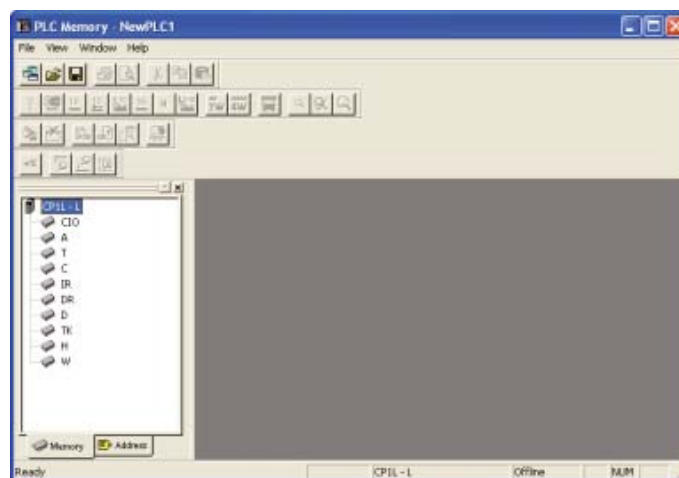 PLC Memory - NewPLC1
File View Window Help
CP1L - L
CIO
A
T
C
IR
DR
D
TK
H
W
Memory Address
Ready CP1L - L Offline NUM